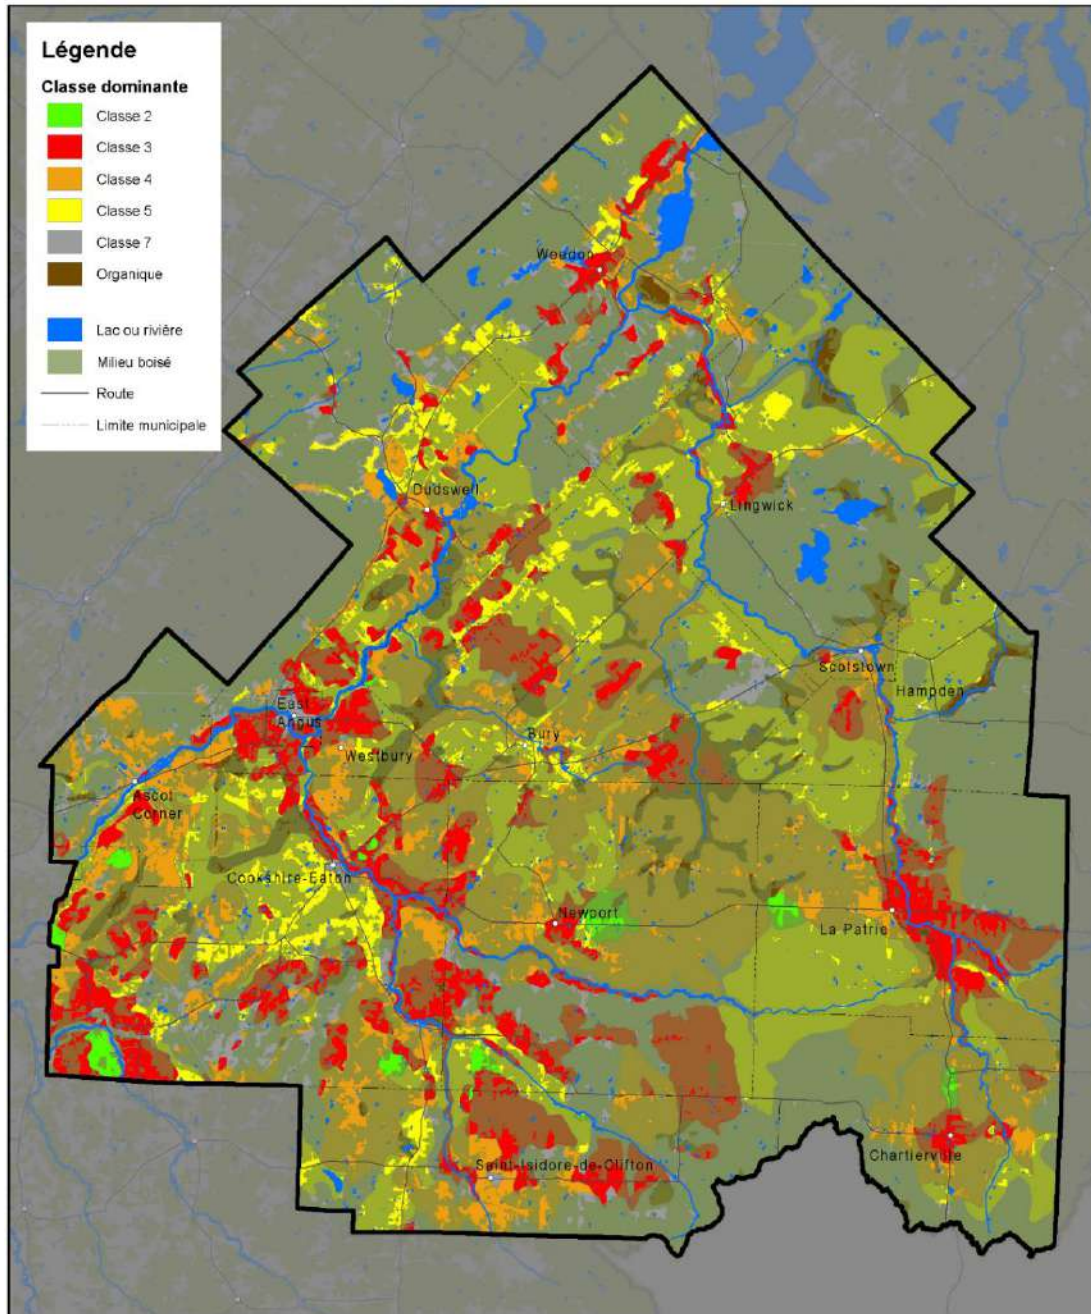 Légende
Classe dominante
Classe 2
Classe 3
Classe 4
Classe 5
Classe 7
Organique
Lac ou rivière
Milieu boisé
Route
Limite municipale
Weedon
Dudswell
Lingwick
Scotstown
Hampden
East
Angus
Westbury
Bury
Ascot
Corner
Cookshire-Eaton
Newport
La Patrie
Chartierville
Saint-Isidore-de-Clifton